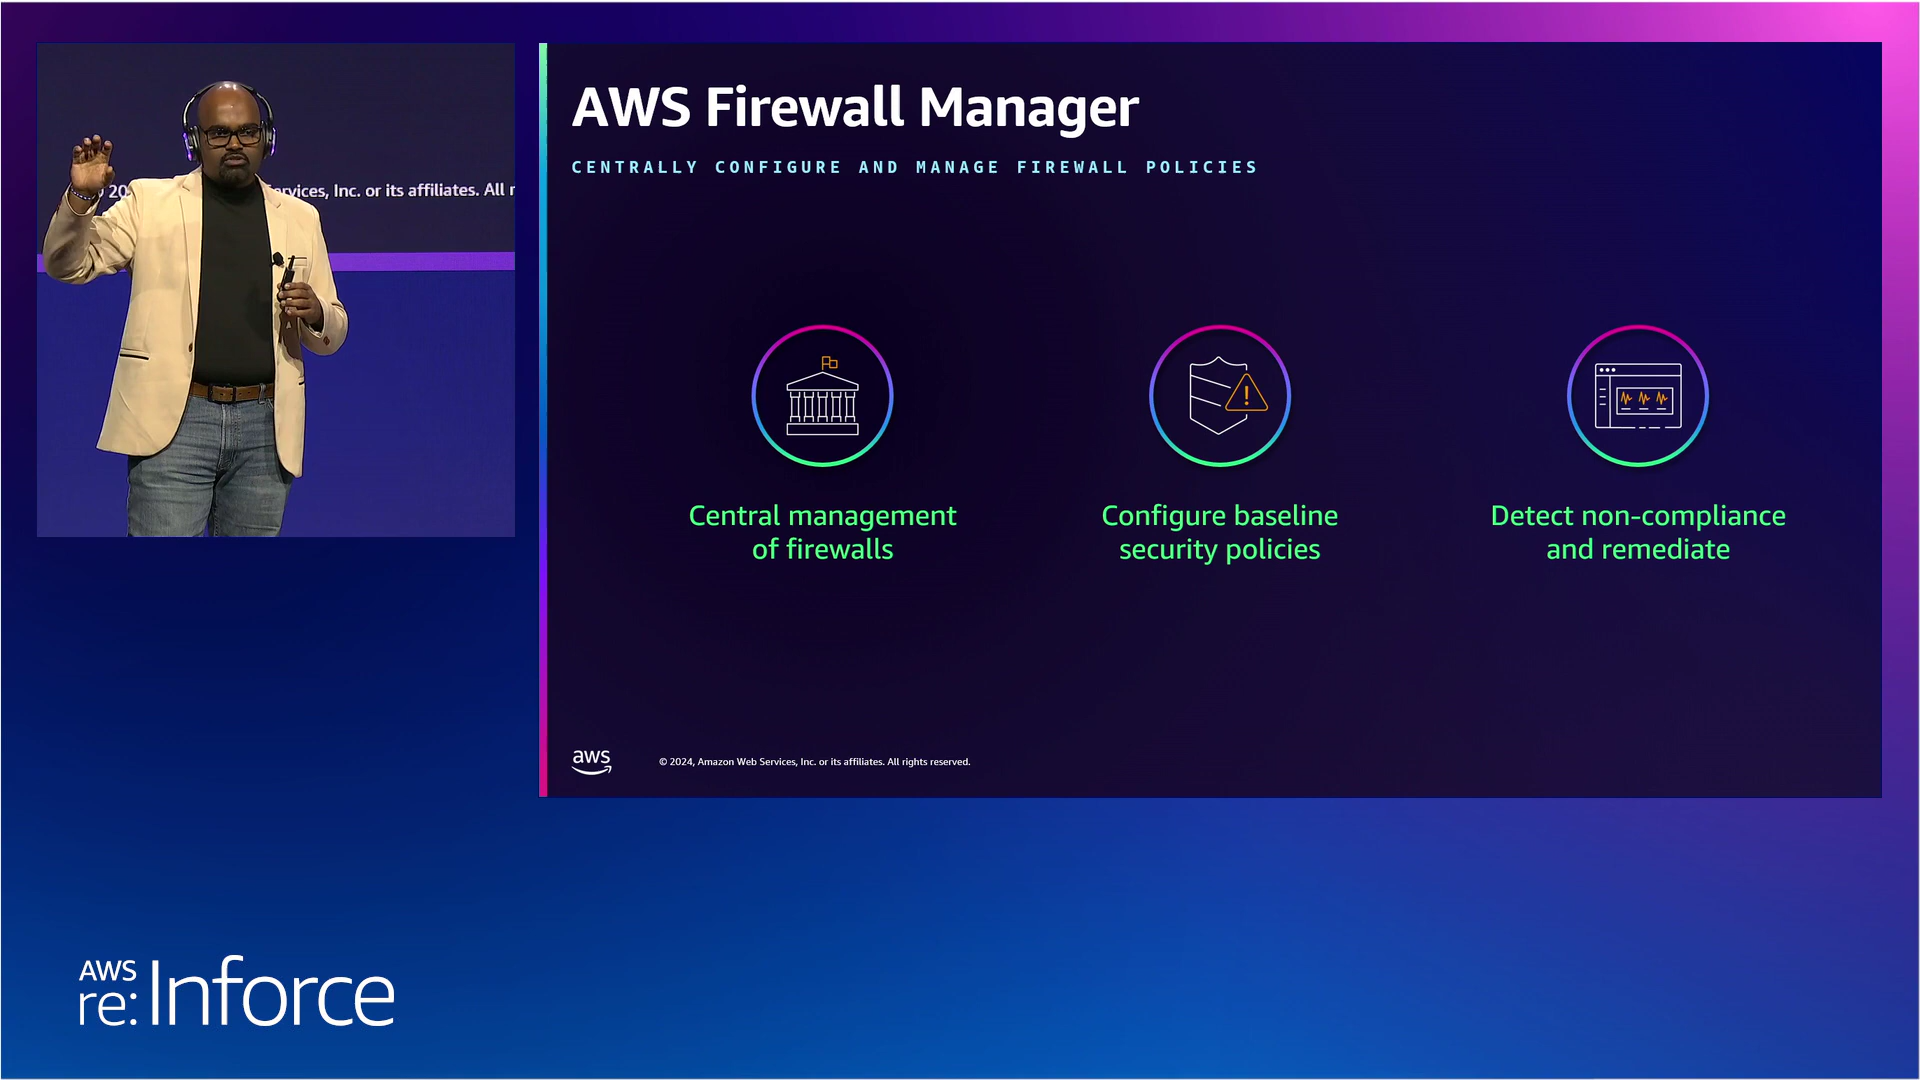 20
ervices, Inc. or its affiliates. All r
AWS Firewall Manager
CENTRALLY CONFIGURE AND MANAGE FIREWALL POLICIES
Central management
of firewalls
Configure baseline
security policies
Detect non-compliance
and remediate
aws
© 2024, Amazon Web Services, Inc. or its affiliates. All rights reserved.
AWS
re:Inforce